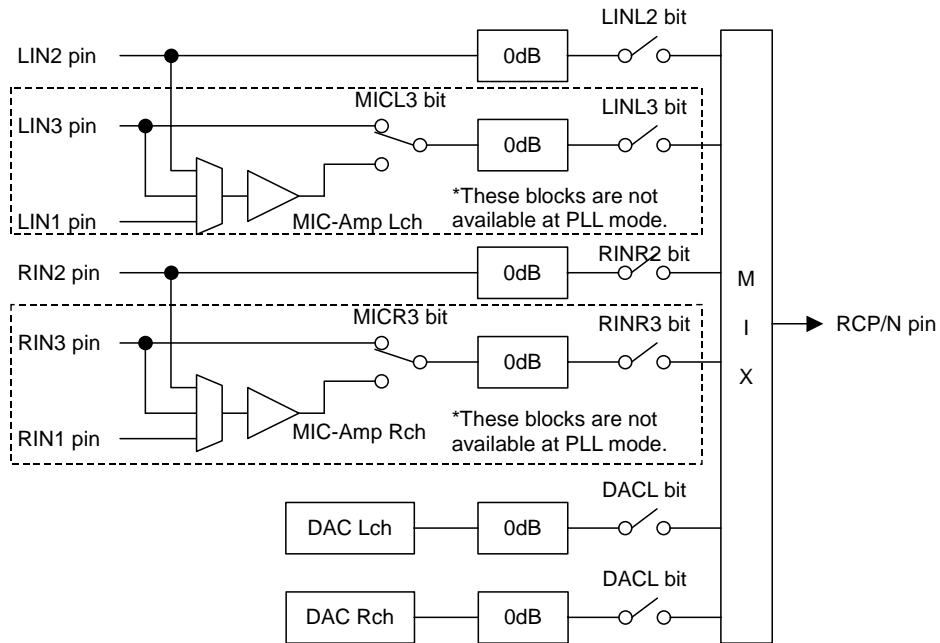 LINL2 bit
LIN2 pin
0dB
MICL3 bit
LINL3 bit
LIN3 pin
0dB
*These blocks are not
available at PLL mode.
LIN1 pin
MIC-Amp Lch
RINR2 bit
RIN2 pin
0dB
MICR3 bit
RINR3 bit
RIN3 pin
0dB
*These blocks are not
available at PLL mode.
RIN1 pin
MIC-Amp Rch
M
I
X
RCP/N pin
DACL bit
DAC Lch
0dB
DACL bit
DAC Rch
0dB